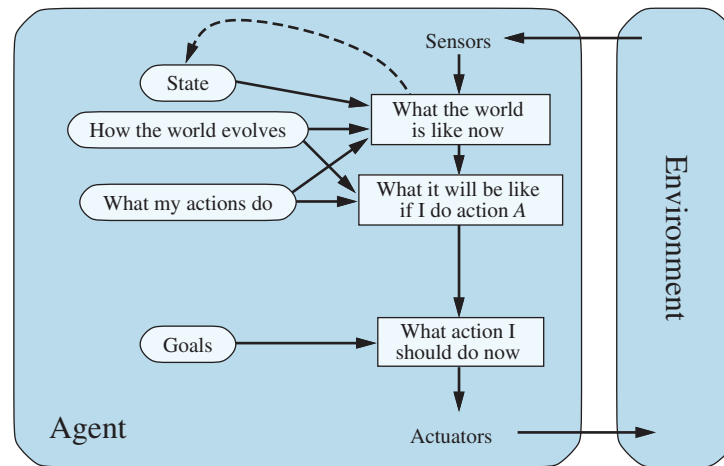 Sensors
State
What the world
is like now
How the world evolves
What my actions do
What it will be like
if I do action A
Goals
What action I
should do now
Agent
Actuators
Environment